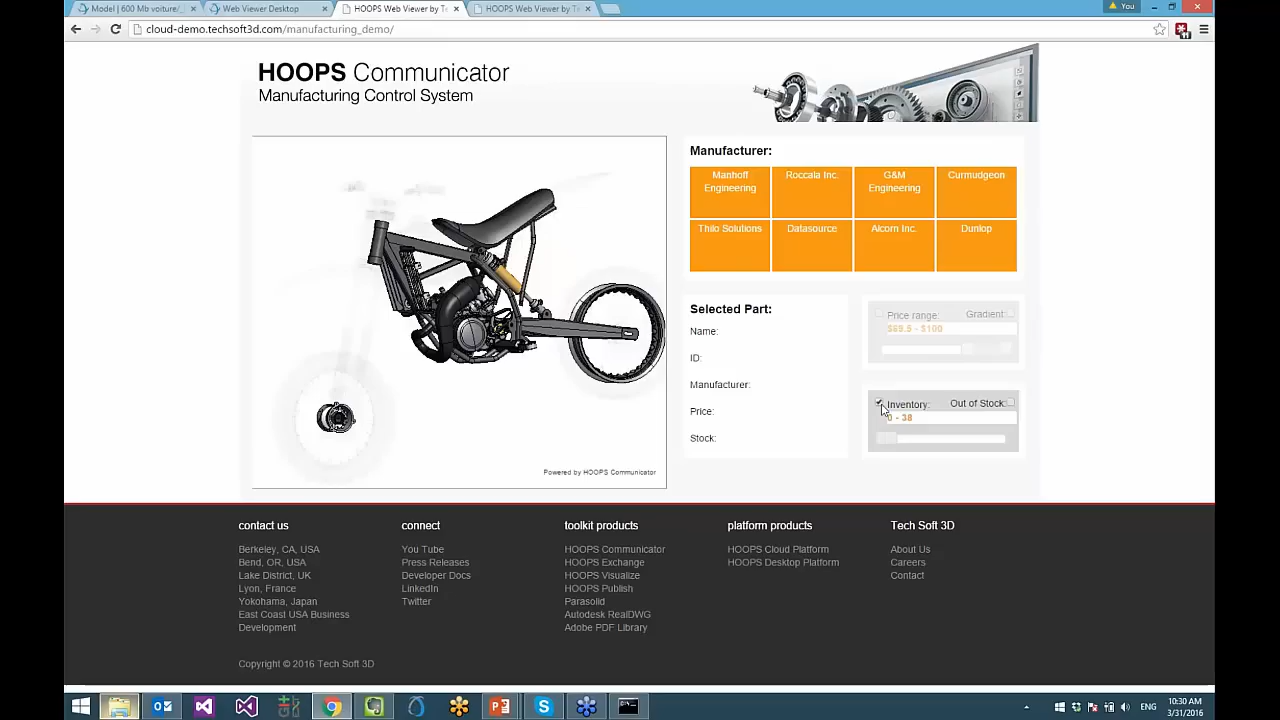 Model | 600 Mb voiture/_
Web Viewer Desktop
HOOPS Web Viewer by Te
HOOPS Web Viewer by Te
You
cloud-demo.techsoft3d.com/manufacturing_demo/
HOOPS Communicator
Manufacturing Control System
Manufacturer:
Manhoff Engineering
Roccala Inc.
G&M Engineering
Curmudgeon
Thilo Solutions
Datasource
Alcorn Inc.
Dunlop
Selected Part:
Name:
ID:
Manufacturer:
Price:
Stock:
Price range:
Gradient:
$69.5 - $100
Inventory:
Out of Stock:
0 - 38
Powered by HOOPS Communicator
contact us
Berkeley, CA, USA
Bend, OR, USA
Lake District, UK
Lyon, France
Yokohama, Japan
East Coast USA Business
Development
connect
You Tube
Press Releases
Developer Docs
LinkedIn
Twitter
toolkit products
HOOPS Communicator
HOOPS Exchange
HOOPS Visualize
HOOPS Publish
Parasolid
Autodesk RealDWG
Adobe PDF Library
platform products
HOOPS Cloud Platform
HOOPS Desktop Platform
Tech Soft 3D
About Us
Careers
Contact
Copyright © 2016 Tech Soft 3D
ENG
10:30 AM
3/31/2016